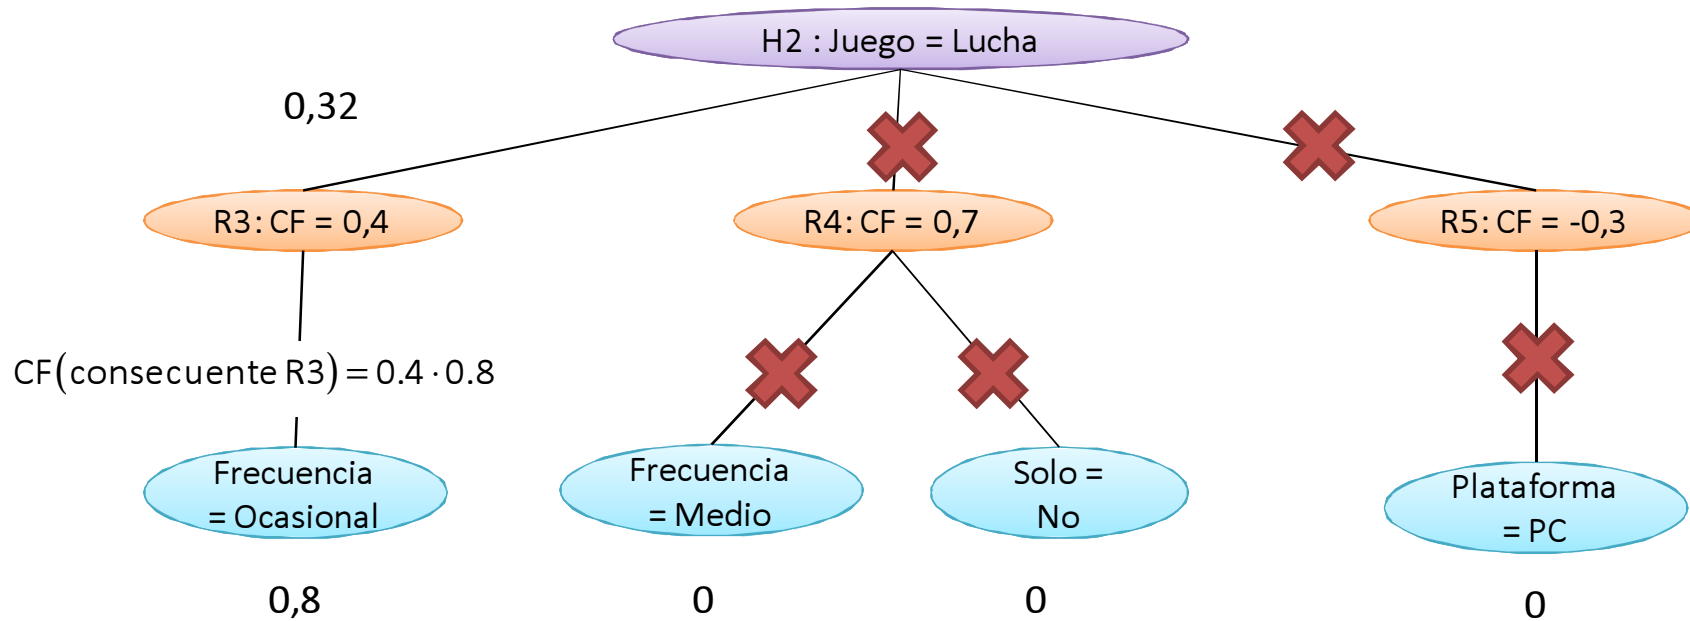 H2 : Juego = Lucha
0,32
R3: CF = 0,4
R4: CF = 0,7
R5: CF = -0,3
CF(consecuente R3) = 0.4 · 0.8
Frecuencia
= Ocasional
Frecuencia
= Medio
Solo =
No
Plataforma
= PC
0,8
0
0
0